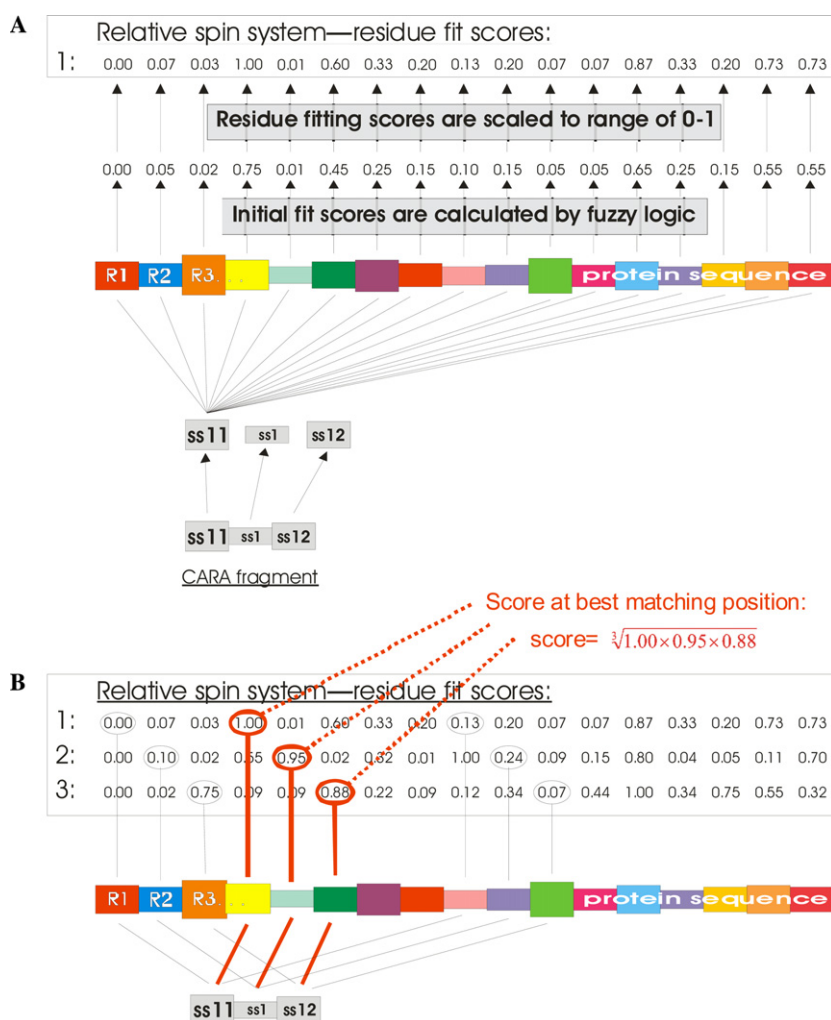 A
Relative spin system—residue fit scores:
1: 0.00 0.07 0.03 1.00 0.01 0.60 0.33 0.20 0.13 0.20 0.07 0.07 0.87 0.33 0.20 0.73 0.73
Residue fitting scores are scaled to range of 0-1
0.00 0.05 0.02 0.75 0.01 0.45 0.25 0.15 0.10 0.15 0.05 0.05 0.65 0.25 0.15 0.55 0.55
Initial fit scores are calculated by fuzzy logic
R1 R2 R3... protein sequence
ss11 ss1 ss12
ss11 ss1 ss12
CARA fragment
Score at best matching position:
score= ∛1.00×0.95×0.88
B
Relative spin system—residue fit scores:
1: 0.00 0.07 0.03 1.00 0.01 0.60 0.33 0.20 0.13 0.20 0.07 0.07 0.87 0.33 0.20 0.73 0.73
2: 0.00 0.10 0.02 0.55 0.95 0.02 0.32 0.01 1.00 0.24 0.09 0.15 0.80 0.04 0.05 0.11 0.70
3: 0.00 0.02 0.75 0.09 0.09 0.88 0.22 0.09 0.12 0.34 0.07 0.44 1.00 0.34 0.75 0.55 0.32
R1 R2 R3... protein sequence
ss11 ss1 ss12